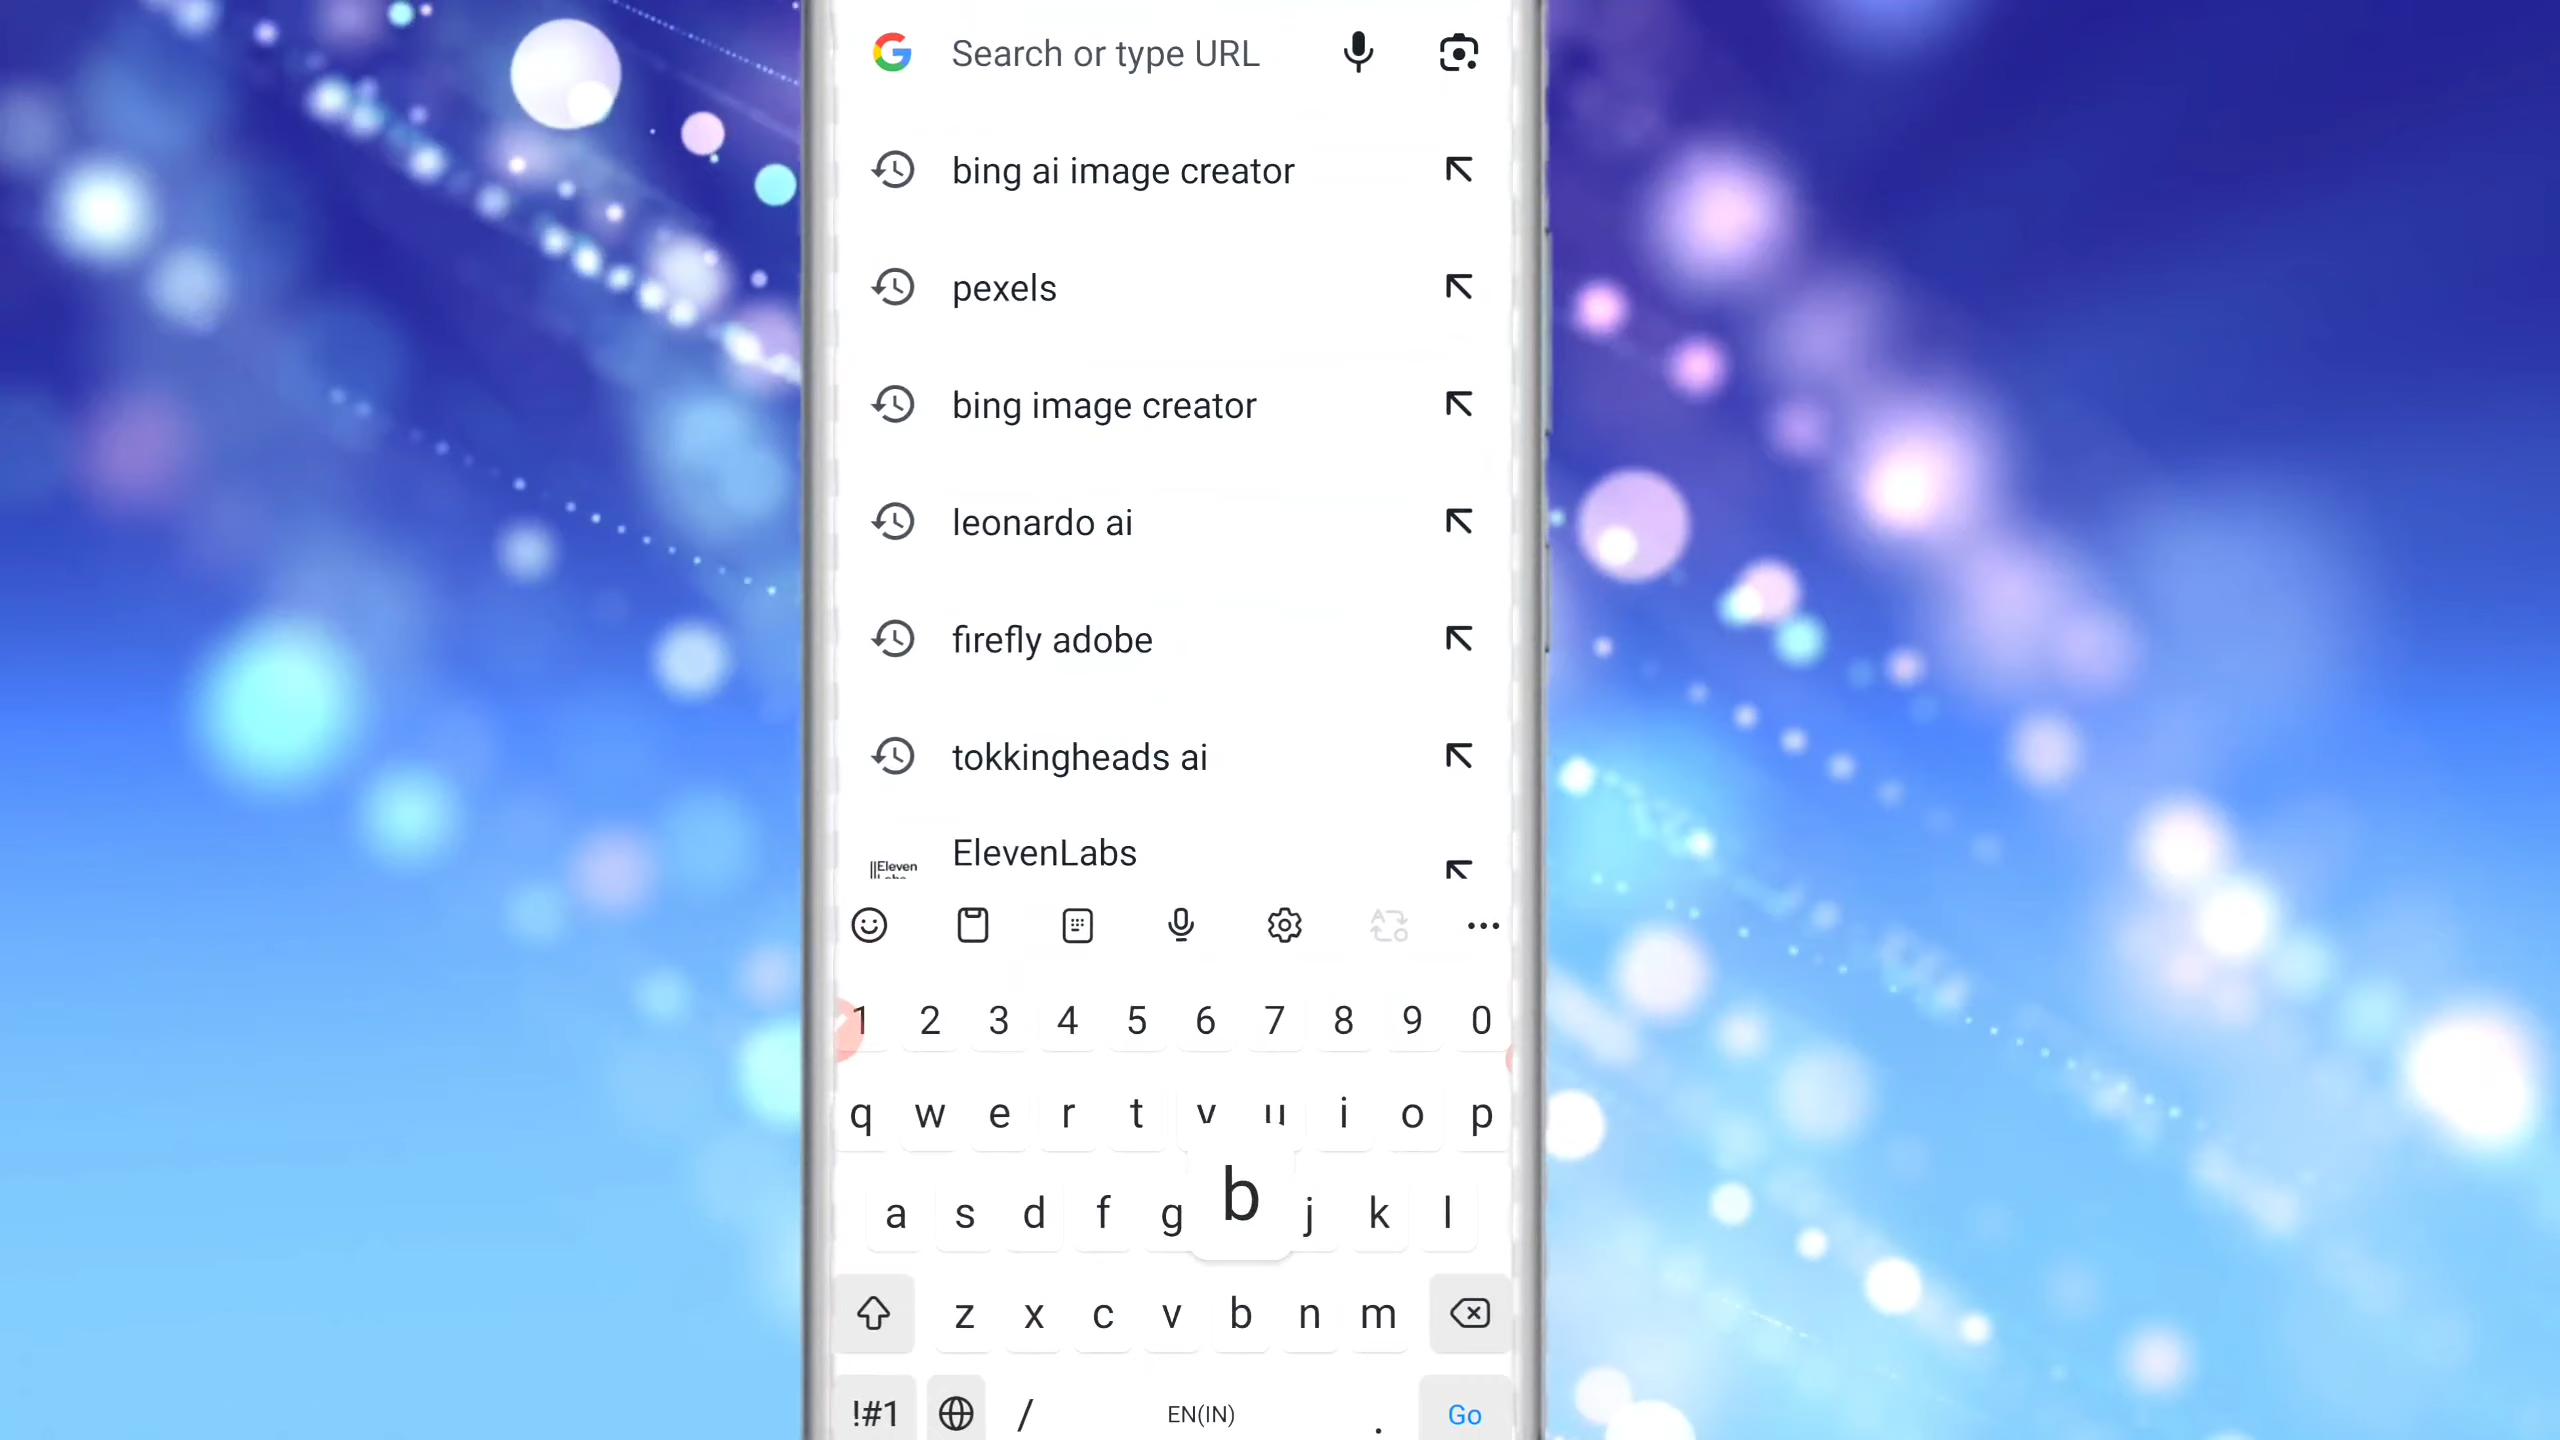 Search or type URL
bing ai image creator
pexels
bing image creator
leonardo ai
firefly adobe
tokkingheads ai
ElevenLabs
Eleven
1 2 3 4 5 6 7 8 9 0
q w e r t y u i o p
a s d f g b j k l
z x c v b n m
!#1 / EN(IN) . Go